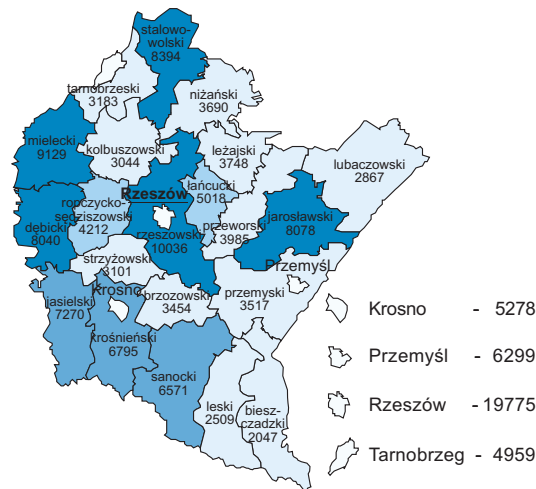 stalowo-
wolski
8394
tarnobrzeski
3183
niżański
3690
mielecki
9129
kolbuszowski
3044
leżajski
3748
lubaczowski
2867
Rzeszów
łańcucki
5018
ropczycko-
sędziszowski
4212
dębicki
8040
rzeszowski
10036
przeworski
3985
jarosławski
8078
strzyżowski
3101
Przemyśl
jasielski
7270
Krosno
brzozowski
3454
przemyski
3517
krośnieński
6795
sanocki
6571
leski
2509
biesz-
czadzki
2047
Krosno - 5278
Przemyśl - 6299
Rzeszów - 19775
Tarnobrzeg - 4959